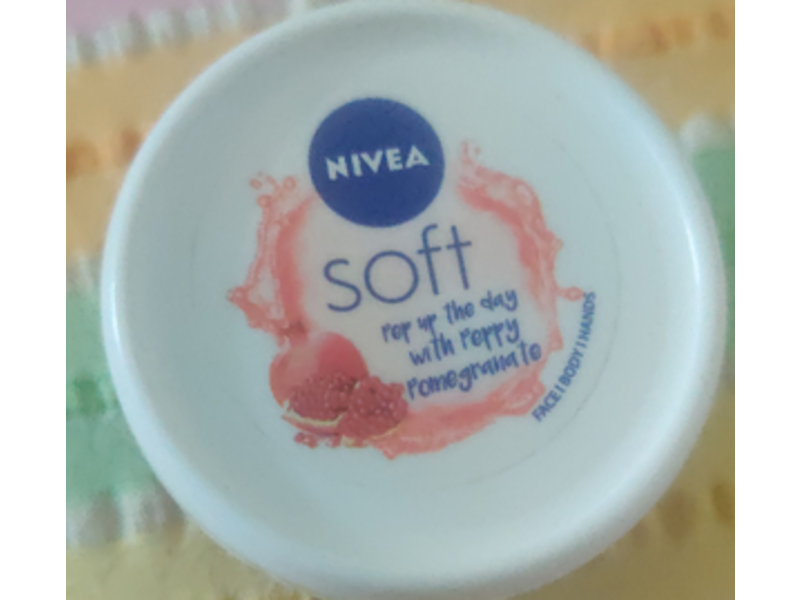 NIVEA
soft
Pep up the day
with Peppy
Pomegranate
FACE I BODY I HANDS